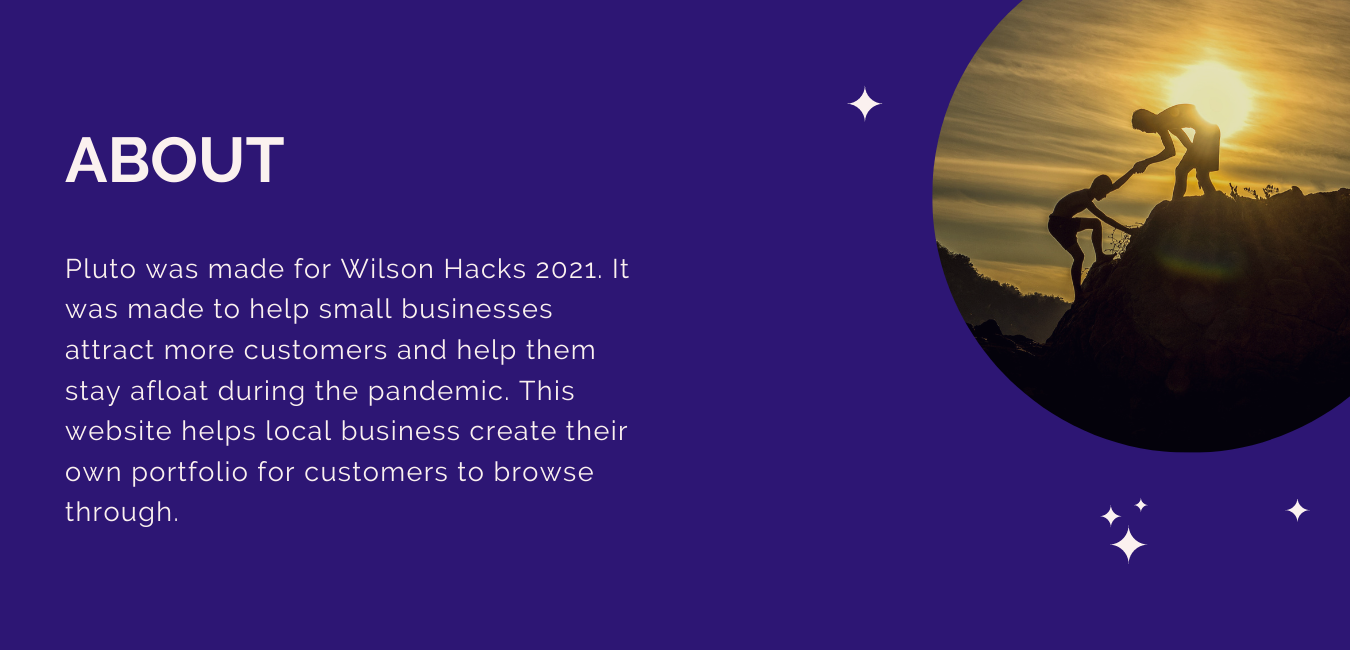 ABOUT
Pluto was made for Wilson Hacks 2021. It
was made to help small businesses
attract more customers and help them
stay afloat during the pandemic. This
website helps local business create their
own portfolio for customers to browse
through.